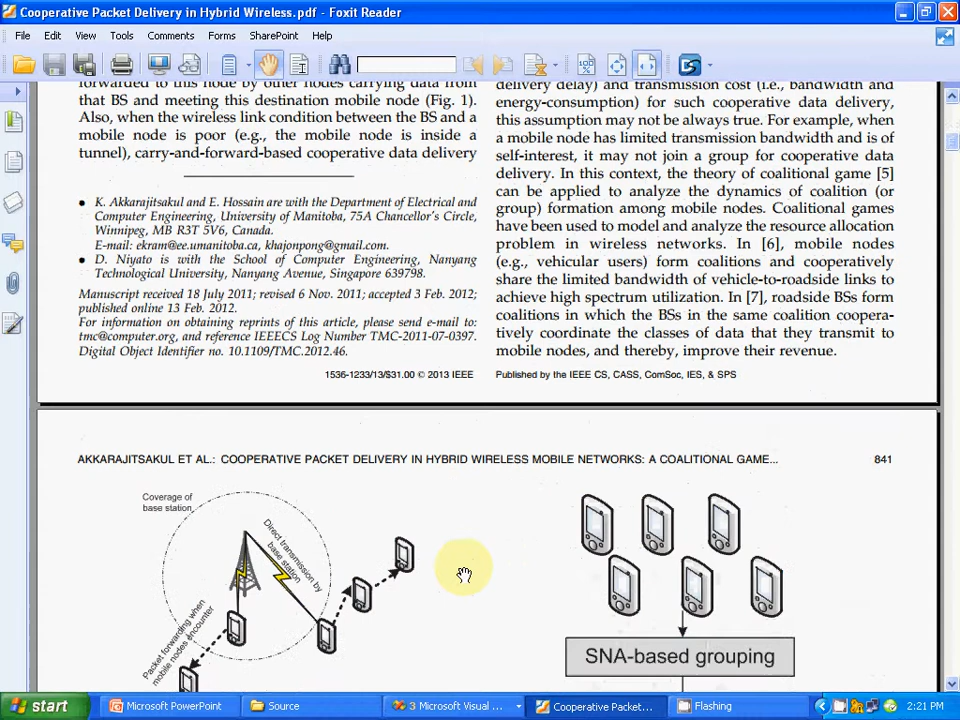 Cooperative Packet Delivery in Hybrid Wireless.pdf - Foxit Reader
File Edit View Tools Comments Forms SharePoint Help
forwarded to this node by other nodes carrying data from
that BS and meeting this destination mobile node (Fig. 1).
Also, when the wireless link condition between the BS and a
mobile node is poor (e.g., the mobile node is inside a
tunnel), carry-and-forward-based cooperative data delivery
• K. Akkarajitsakul and E. Hossain are with the Department of Electrical and
Computer Engineering, University of Manitoba, 75A Chancellor's Circle,
Winnipeg, MB R3T 5V6, Canada.
E-mail: ekram@ee.umanitoba.ca, khajonpong@gmail.com.
• D. Niyato is with the School of Computer Engineering, Nanyang
Technological University, Nanyang Avenue, Singapore 639798.
Manuscript received 18 July 2011; revised 6 Nov. 2011; accepted 3 Feb. 2012;
published online 13 Feb. 2012.
For information on obtaining reprints of this article, please send e-mail to:
tmc@computer.org, and reference IEEECS Log Number TMC-2011-07-0397.
Digital Object Identifier no. 10.1109/TMC.2012.46.
1536-1233/13/$31.00 © 2013 IEEE
delivery delay) and transmission cost (i.e., bandwidth and
energy-consumption) for such cooperative data delivery,
this assumption may not be always true. For example, when
a mobile node has limited transmission bandwidth and is of
self-interest, it may not join a group for cooperative data
delivery. In this context, the theory of coalitional game [5]
can be applied to analyze the dynamics of coalition (or
group) formation among mobile nodes. Coalitional games
have been used to model and analyze the resource allocation
problem in wireless networks. In [6], mobile nodes
(e.g., vehicular users) form coalitions and cooperatively
share the limited bandwidth of vehicle-to-roadside links to
achieve high spectrum utilization. In [7], roadside BSs form
coalitions in which the BSs in the same coalition coopera-
tively coordinate the classes of data that they transmit to
mobile nodes, and thereby, improve their revenue.
Published by the IEEE CS, CASS, ComSoc, IES, & SPS
AKKARAJITSAKUL ET AL.: COOPERATIVE PACKET DELIVERY IN HYBRID WIRELESS MOBILE NETWORKS: A COALITIONAL GAME... 841
Coverage of
base station
Direct transmission by
base station
Packet forwarding when
mobile nodes encounter
SNA-based grouping
start
Microsoft PowerPoint
Source
3 Microsoft Visual ...
Cooperative Packet...
Flashing
2:21 PM